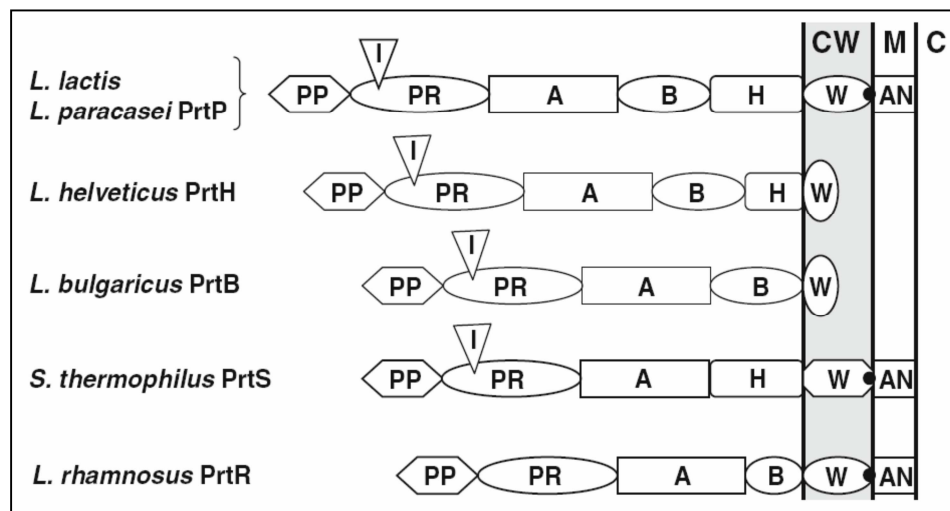 CW M C
I
L. lactis
L. paracasei PrtP
PP PR A B H W AN
I
L. helveticus PrtH
PP PR A B H W
I
L. bulgaricus PrtB
PP PR A B W
I
S. thermophilus PrtS
PP PR A H W AN
L. rhamnosus PrtR
PP PR A B W AN